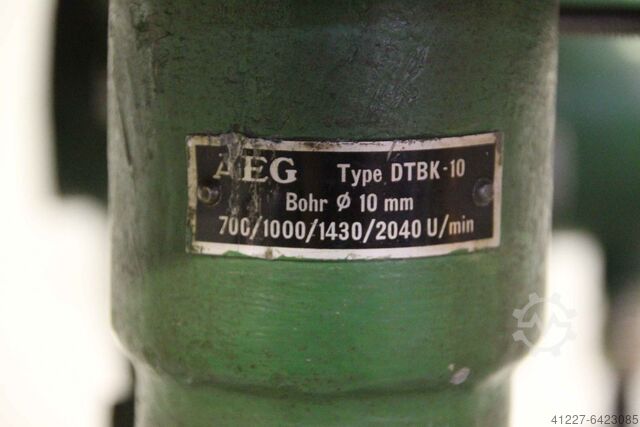 AEG Type DTBK-10
Bohr Ø 10 mm
700/1000/1430/2040 U/min
41227-6423085